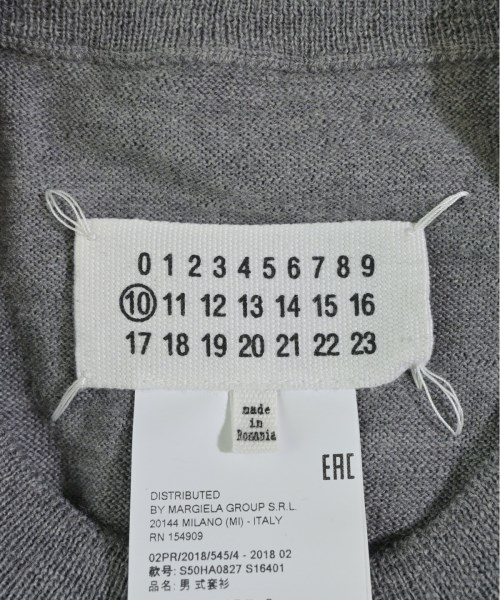 0 1 2 3 4 5 6 7 8 9
10 11 12 13 14 15 16
17 18 19 20 21 22 23
made
in
Romania
EAC
DISTRIBUTED
BY MARGIELA GROUP S.R.L.
20144 MILANO (MI) - ITALY
RN 154909
02PR/2018/545/4 - 2018 02
款号: S50HA0827 S16401
品名: 男 式套衫